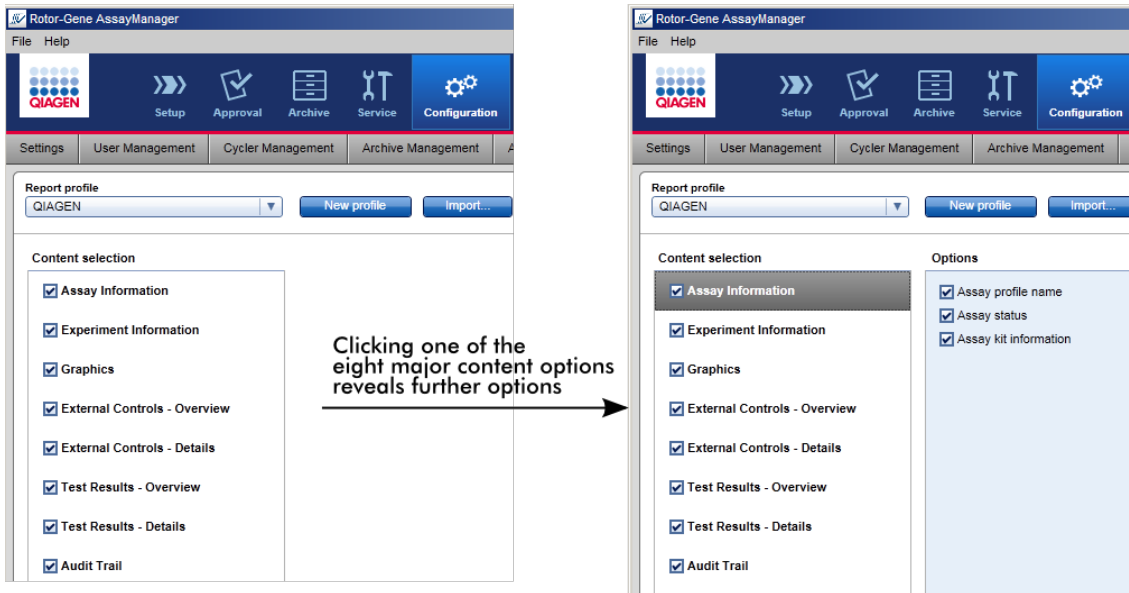 Rotor-Gene AssayManager
File Help
QIAGEN
Setup Approval Archive Service Configuration
Settings User Management Cycler Management Archive Management
Report profile
QIAGEN New profile Import...
Content selection
Assay Information
Experiment Information
Graphics
External Controls - Overview
External Controls - Details
Test Results - Overview
Test Results - Details
Audit Trail
Clicking one of the
eight major content options
reveals further options
Rotor-Gene AssayManager
File Help
QIAGEN
Setup Approval Archive Service Configuration
Settings User Management Cycler Management Archive Management
Report profile
QIAGEN New profile Import...
Content selection
Assay Information
Experiment Information
Graphics
External Controls - Overview
External Controls - Details
Test Results - Overview
Test Results - Details
Audit Trail
Options
Assay profile name
Assay status
Assay kit information